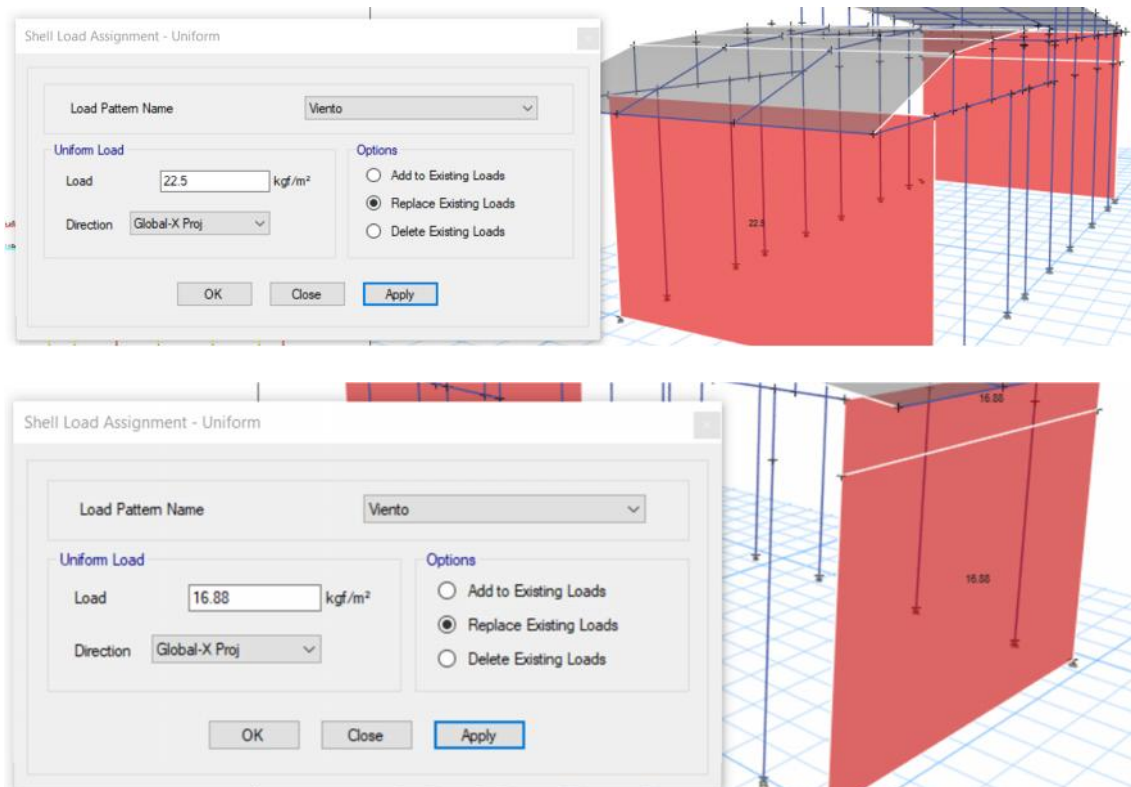 Shell Load Assignment - Uniform
Load Pattern Name Viento
Uniform Load Options
Load 22.5 kgf/m² Add to Existing Loads
Replace Existing Loads
Direction Global-X Proj Delete Existing Loads
OK Close Apply
22.5
Shell Load Assignment - Uniform
Load Pattern Name Viento
Uniform Load Options
Load 16.88 kgf/m² Add to Existing Loads
Replace Existing Loads
Direction Global-X Proj Delete Existing Loads
OK Close Apply
16.88
16.88